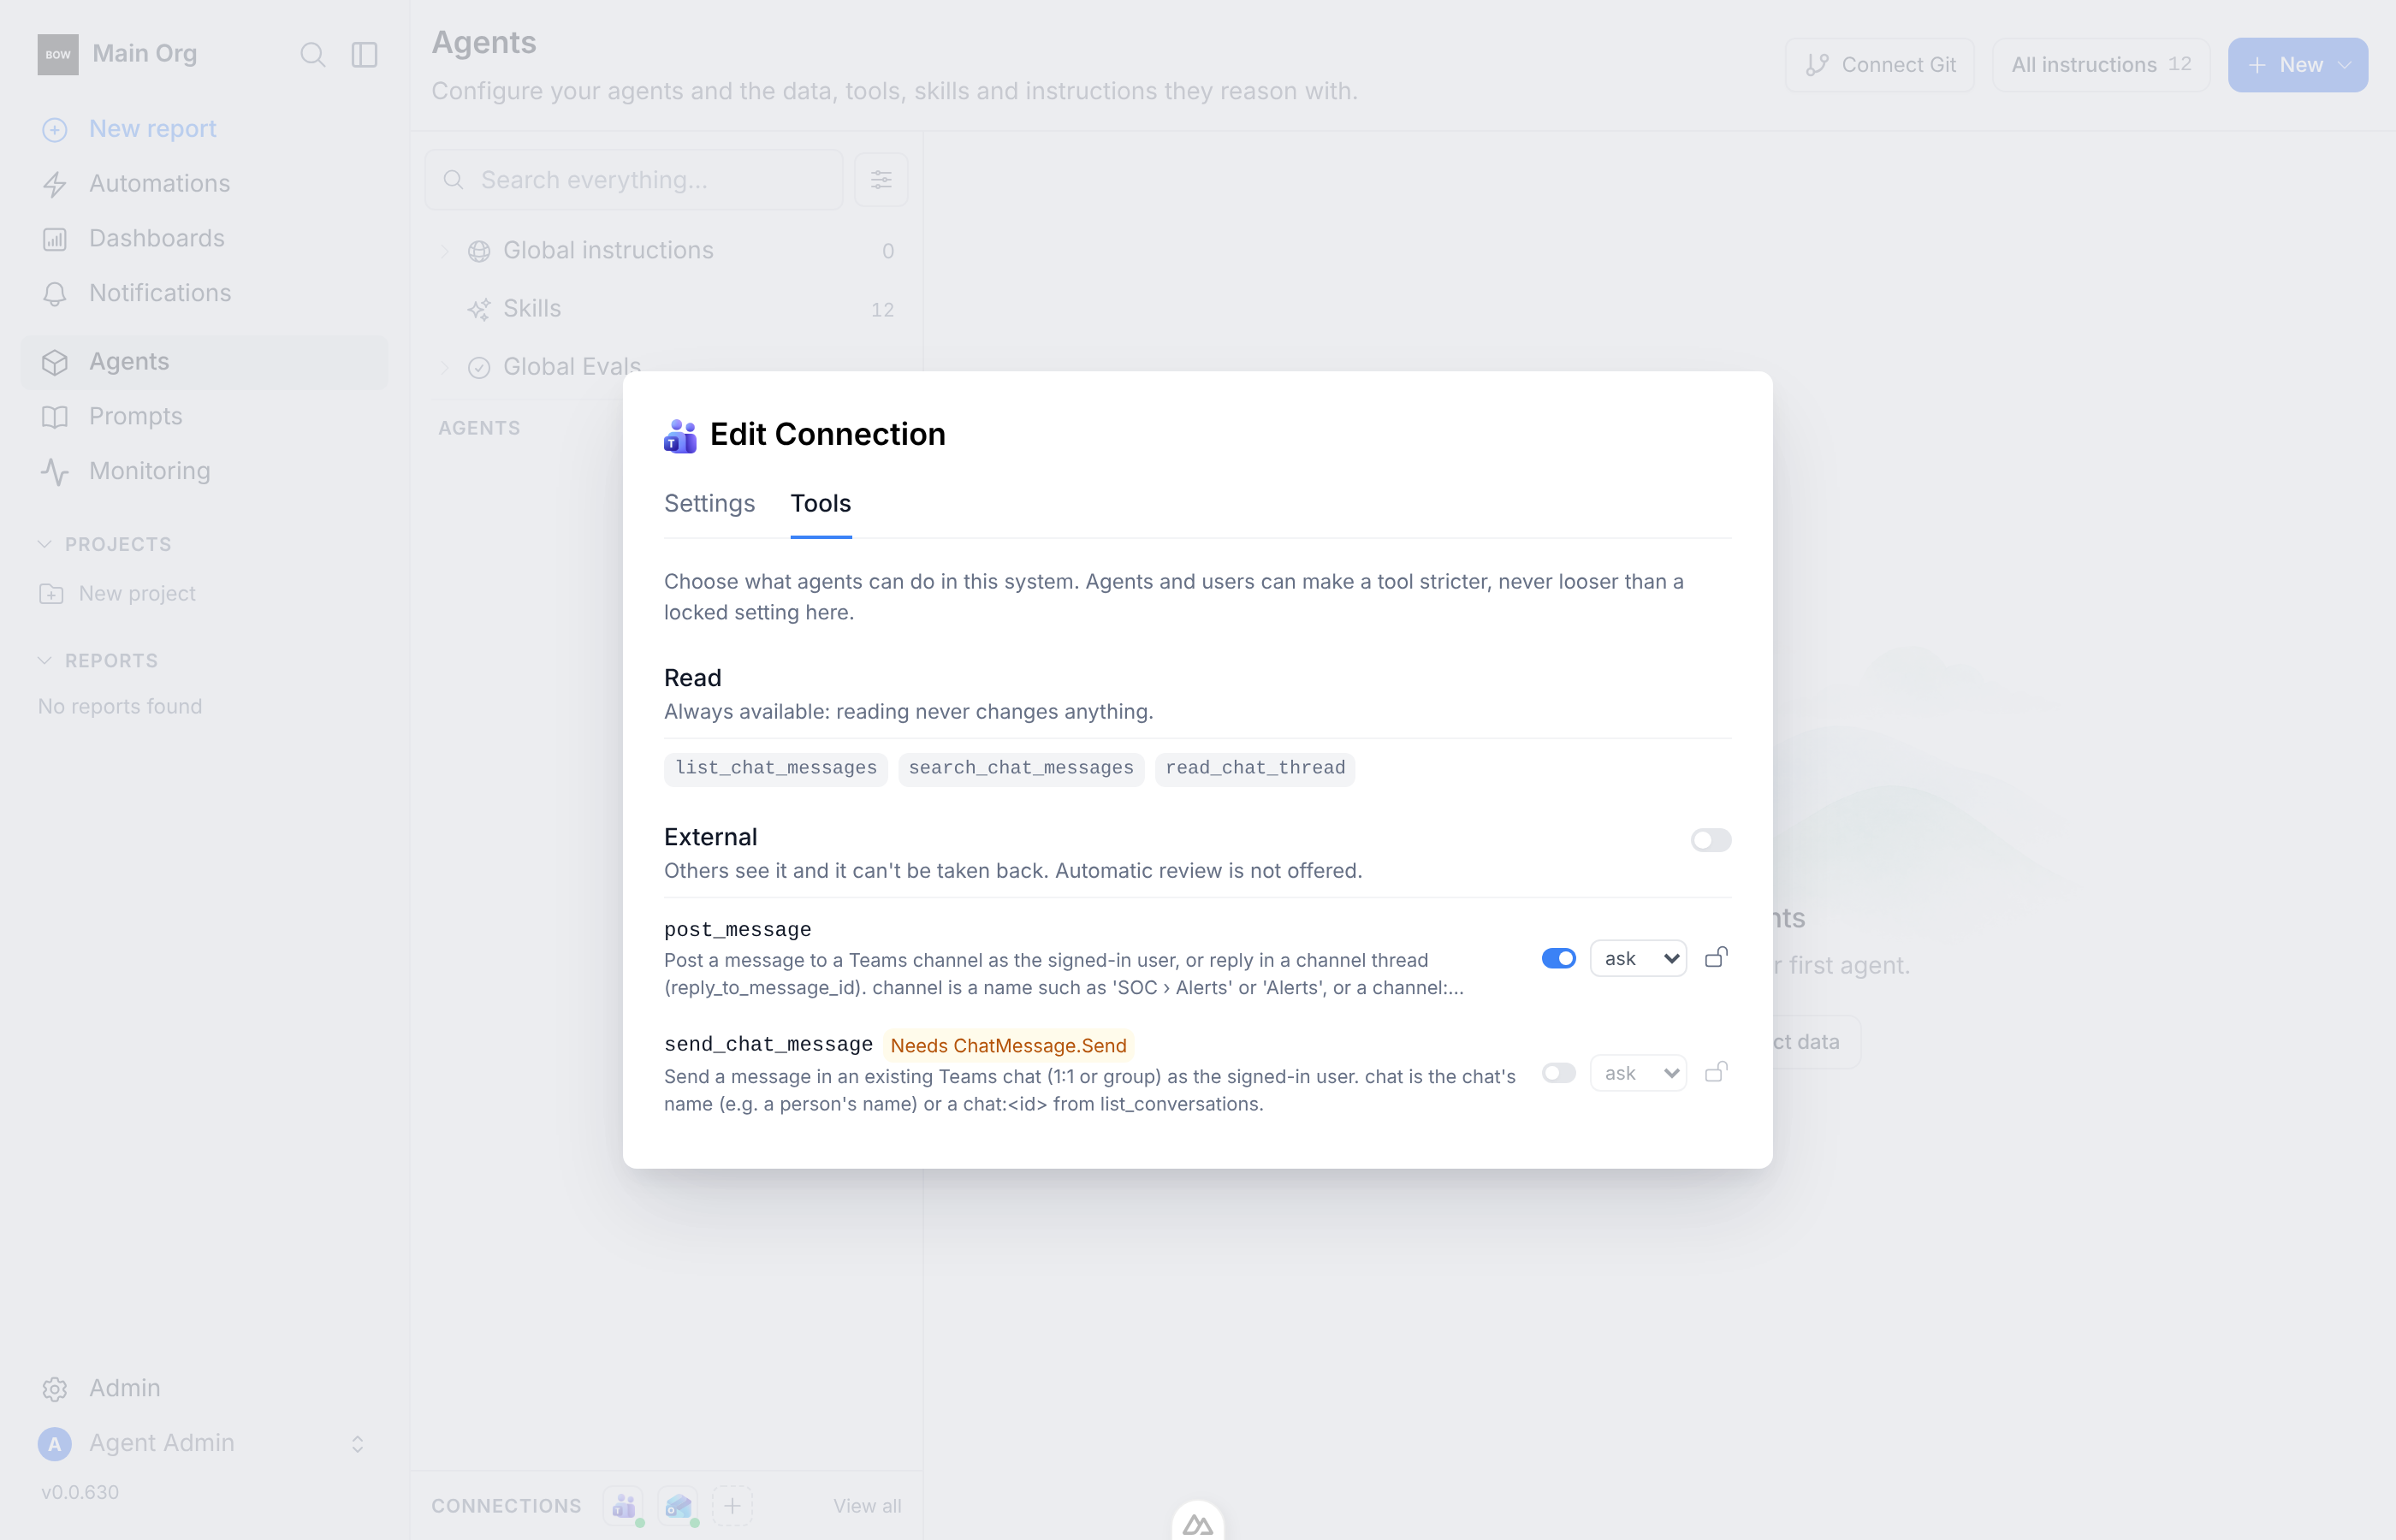 BOW
Main Org
New report
Automations
Dashboards
Notifications
Agents
Prompts
Monitoring
PROJECTS
New project
REPORTS
No reports found
Admin
A
Agent Admin
v0.0.630
Agents
Configure your agents and the data, tools, skills and instructions they reason with.
Connect Git
All instructions 12
New
Search everything...
Global instructions 0
Skills 12
Global Evals
AGENTS
T
Edit Connection
Settings
Tools
Choose what agents can do in this system. Agents and users can make a tool stricter, never looser than a
locked setting here.
Read
Always available: reading never changes anything.
list_chat_messages
search_chat_messages
read_chat_thread
External
Others see it and it can't be taken back. Automatic review is not offered.
post_message
Post a message to a Teams channel as the signed-in user, or reply in a channel thread
(reply_to_message_id). channel is a name such as 'SOC › Alerts' or 'Alerts', or a channel:...
ask
send_chat_message Needs ChatMessage.Send
Send a message in an existing Teams chat (1:1 or group) as the signed-in user. chat is the chat's
name (e.g. a person's name) or a chat:<id> from list_conversations.
ask
first agent.
data
CONNECTIONS
View all